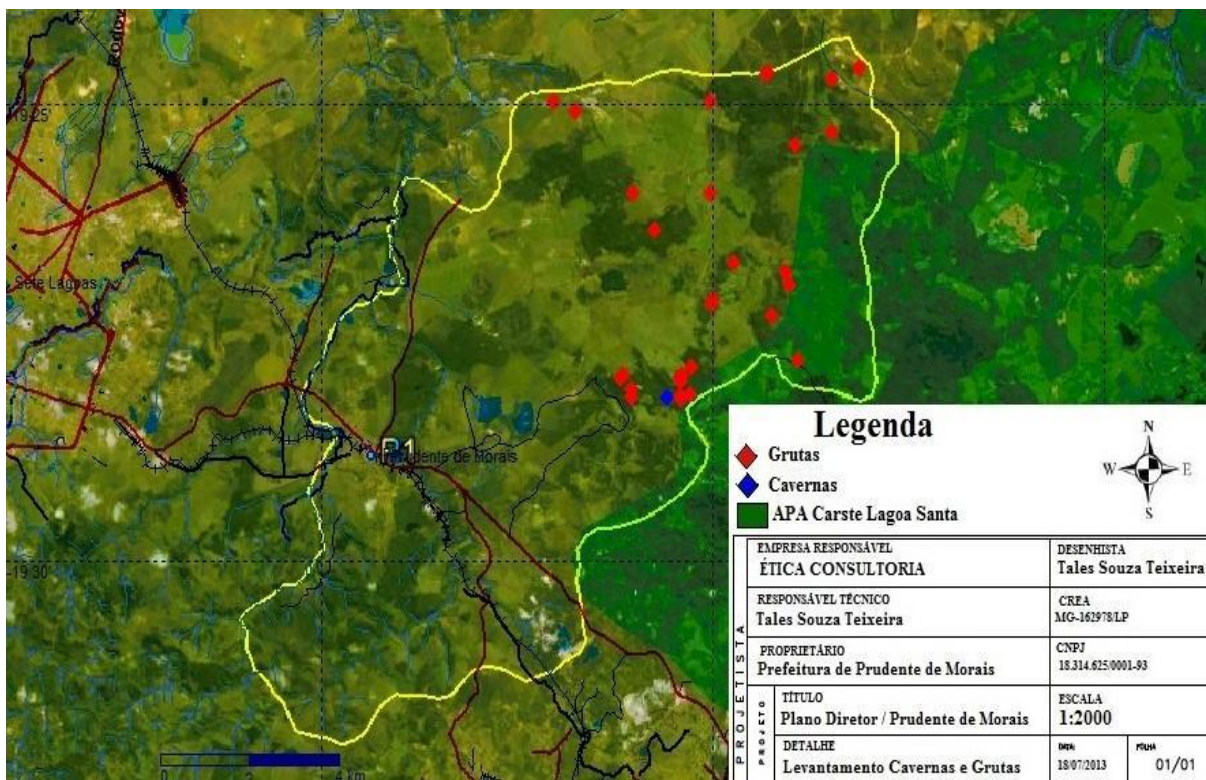 19 25'
Sete Lagoas
P1
Prudente de Morais
19 30'
0
4 km
Legenda
Grutas
Cavernas
APA Carste Lagoa Santa
N
W
E
S
PROJETISTA
EMPRESA RESPONSÁVEL
ÉTICA CONSULTORIA
DESENHISTA
Tales Souza Teixeira
RESPONSÁVEL TÉCNICO
Tales Souza Teixeira
CREA
MG-162978/LP
PROPRIETÁRIO
Prefeitura de Prudente de Morais
CNPJ
18.314.625/0001-93
PROJETO
TÍTULO
Plano Diretor / Prudente de Morais
ESCALA
1:2000
DETALHE
Levantamento Cavernas e Grutas
DATA
18/07/2013
FOLHA
01/01